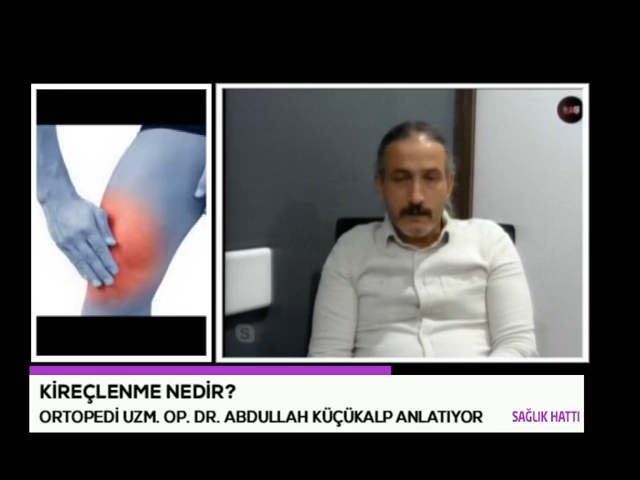 KİREÇLENME NEDİR?
ORTOPEDİ UZM. OP. DR. ABDULLAH KÜÇÜKALP ANLATIYOR
SAĞLIK HATTI
S